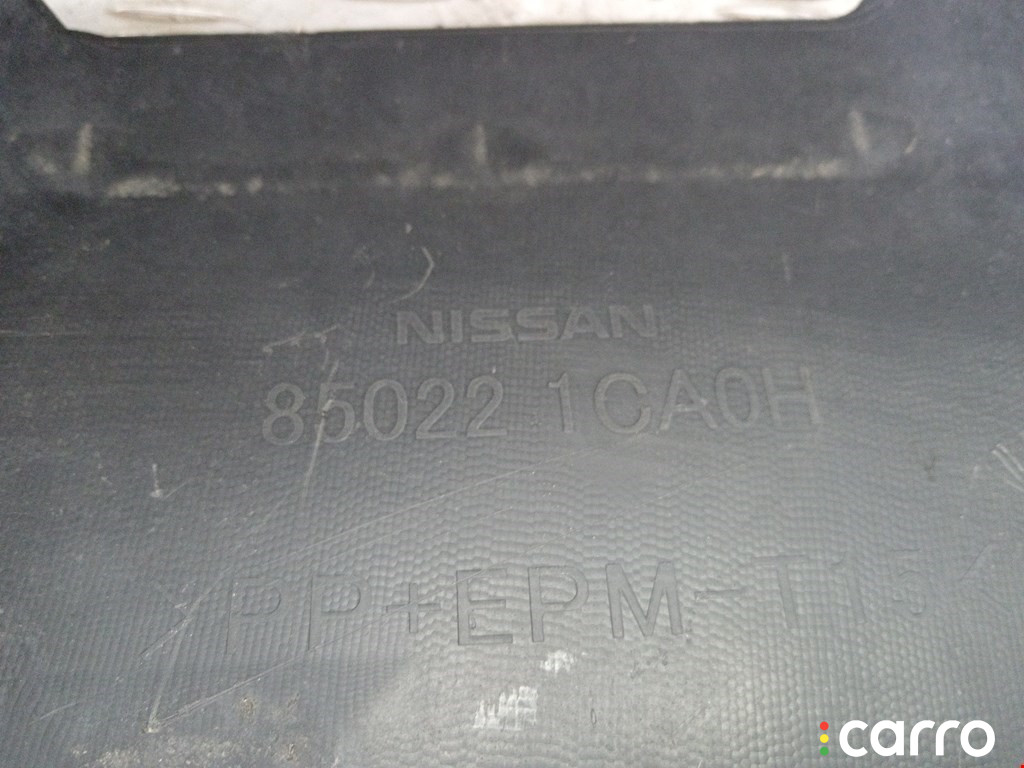 NISSAN
85022 1CA0H
>PP+EPM-T15<
carro